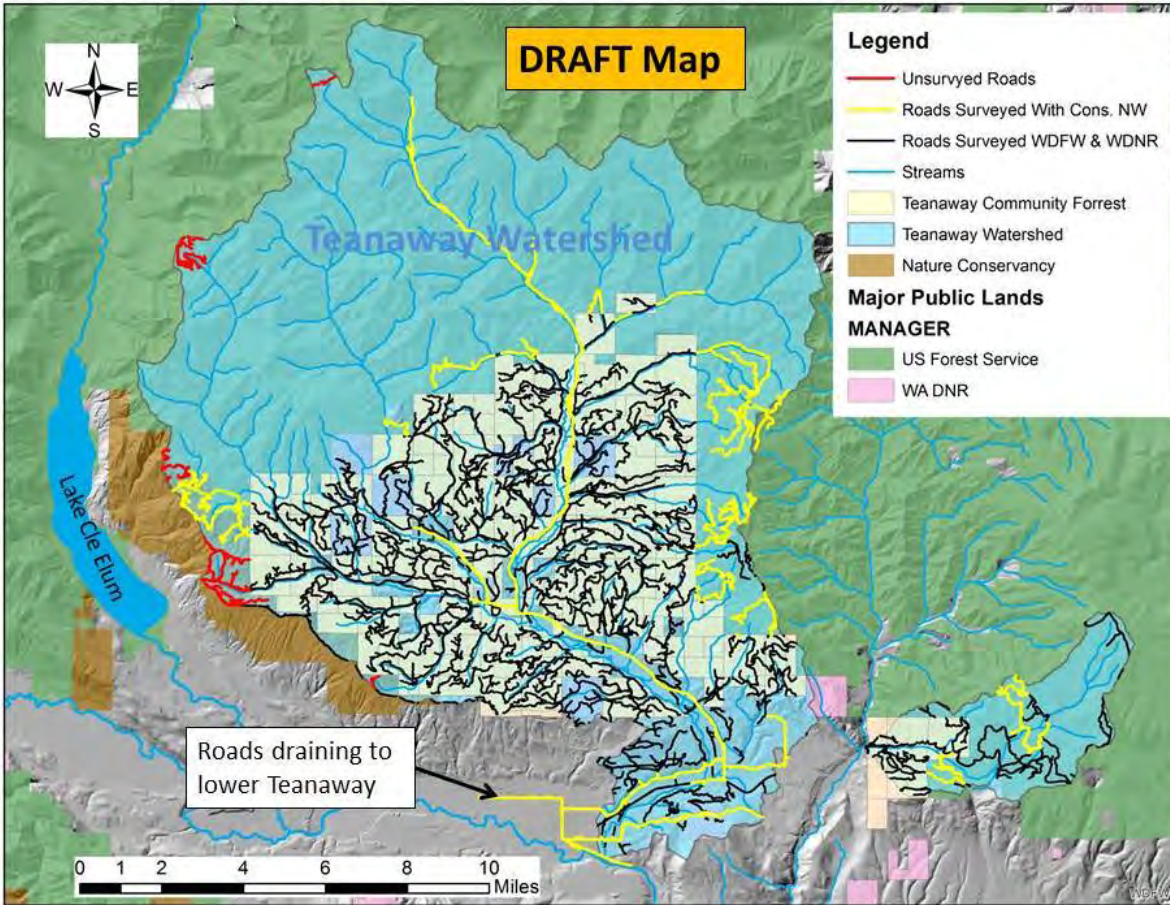 N
W E
S
DRAFT Map
Legend
Unsurvyed Roads
Roads Surveyed With Cons. NW
Roads Surveyed WDFW & WDNR
Streams
Teanaway Community Forrest
Teanaway Watershed
Nature Conservancy
Major Public Lands
MANAGER
US Forest Service
WA DNR
Teanaway Watershed
Lake Cle Elum
Roads draining to
lower Teanaway
0 1 2 4 6 8 10
Miles
WDFW